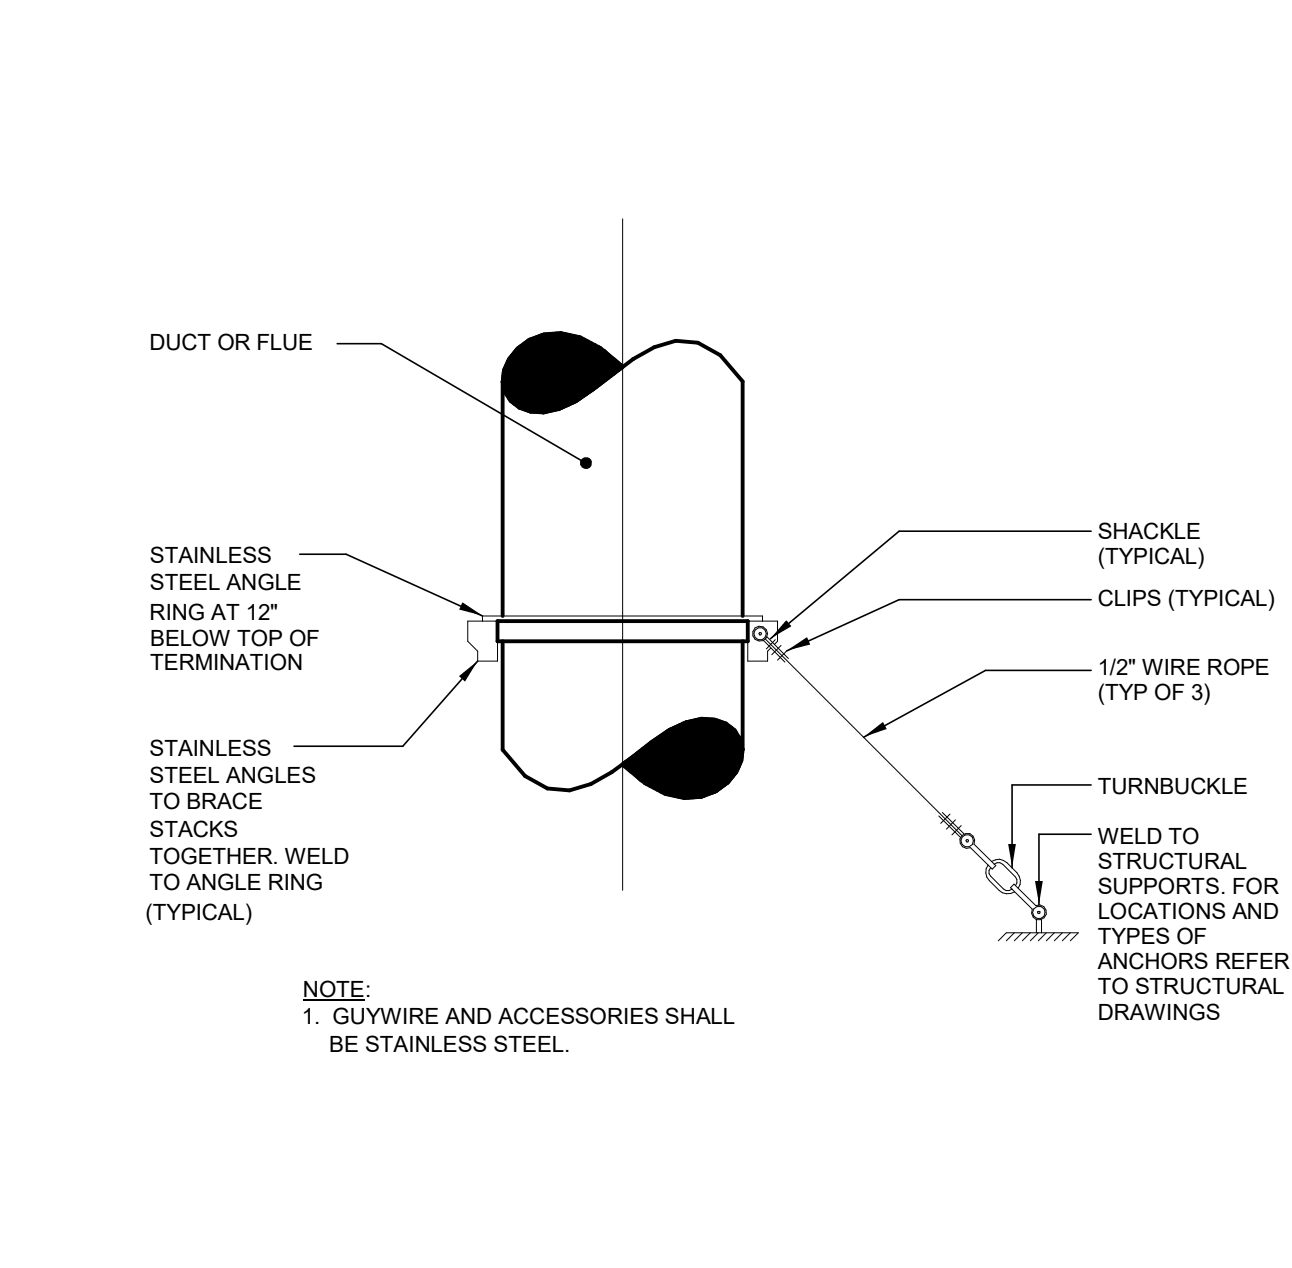 DUCT OR FLUE
STAINLESS
STEEL ANGLE
RING AT 12"
BELOW TOP OF
TERMINATION
STAINLESS
STEEL ANGLES
TO BRACE
STACKS
TOGETHER. WELD
TO ANGLE RING
(TYPICAL)
SHACKLE
(TYPICAL)
CLIPS (TYPICAL)
1/2" WIRE ROPE
(TYP OF 3)
TURNBUCKLE
WELD TO
STRUCTURAL
SUPPORTS. FOR
LOCATIONS AND
TYPES OF
ANCHORS REFER
TO STRUCTURAL
DRAWINGS
NOTE:
1. GUYWIRE AND ACCESSORIES SHALL
BE STAINLESS STEEL.